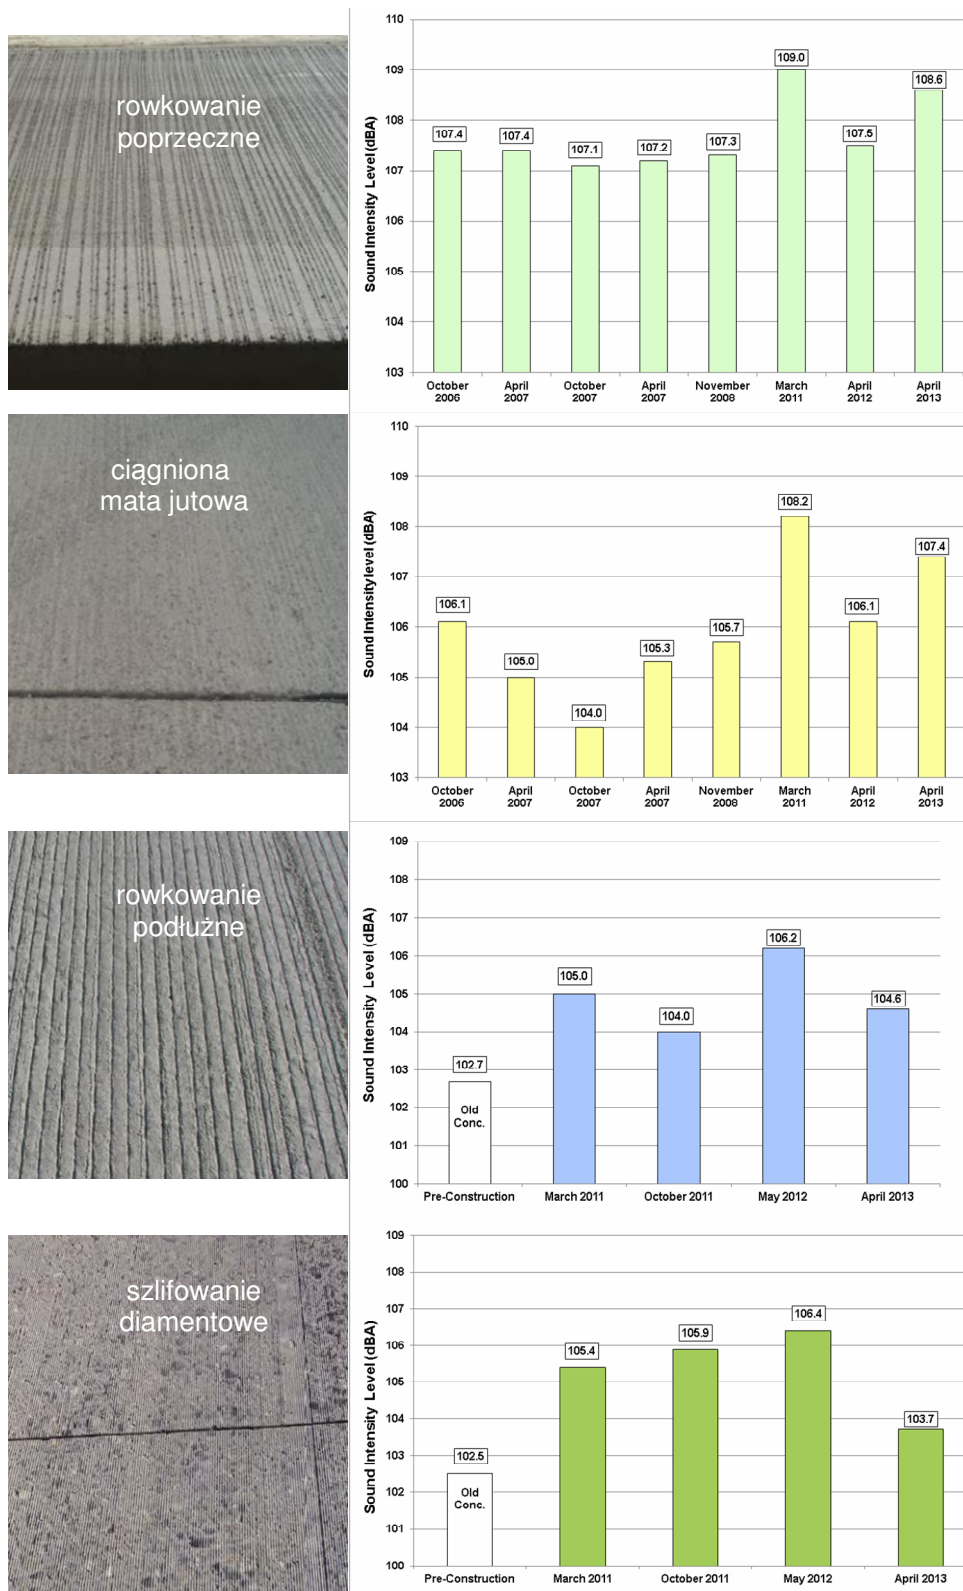 rowkowanie
poprzeczne
Sound Intensity Level (dBA)
110
109
108
107
106
105
104
103
107.4
107.4
107.1
107.2
107.3
109.0
107.5
108.6
October April October April November March April April
2006 2007 2007 2007 2008 2011 2012 2013
ciągniona
mata jutowa
Sound Intensity level (dBA)
110
109
108
107
106
105
104
103
106.1
105.0
104.0
105.3
105.7
108.2
106.1
107.4
October April October April November March April April
2006 2007 2007 2007 2008 2011 2012 2013
rowkowanie
podłużne
Sound Intensity Level (dBA)
109
108
107
106
105
104
103
102
101
100
102.7
Old
Conc.
105.0
104.0
106.2
104.6
Pre-Construction March 2011 October 2011 May 2012 April 2013
szlifowanie
diamentowe
Sound Intensity Level (dBA)
109
108
107
106
105
104
103
102
101
100
102.5
Old
Conc.
105.4
105.9
106.4
103.7
Pre-Construction March 2011 October 2011 May 2012 April 2013